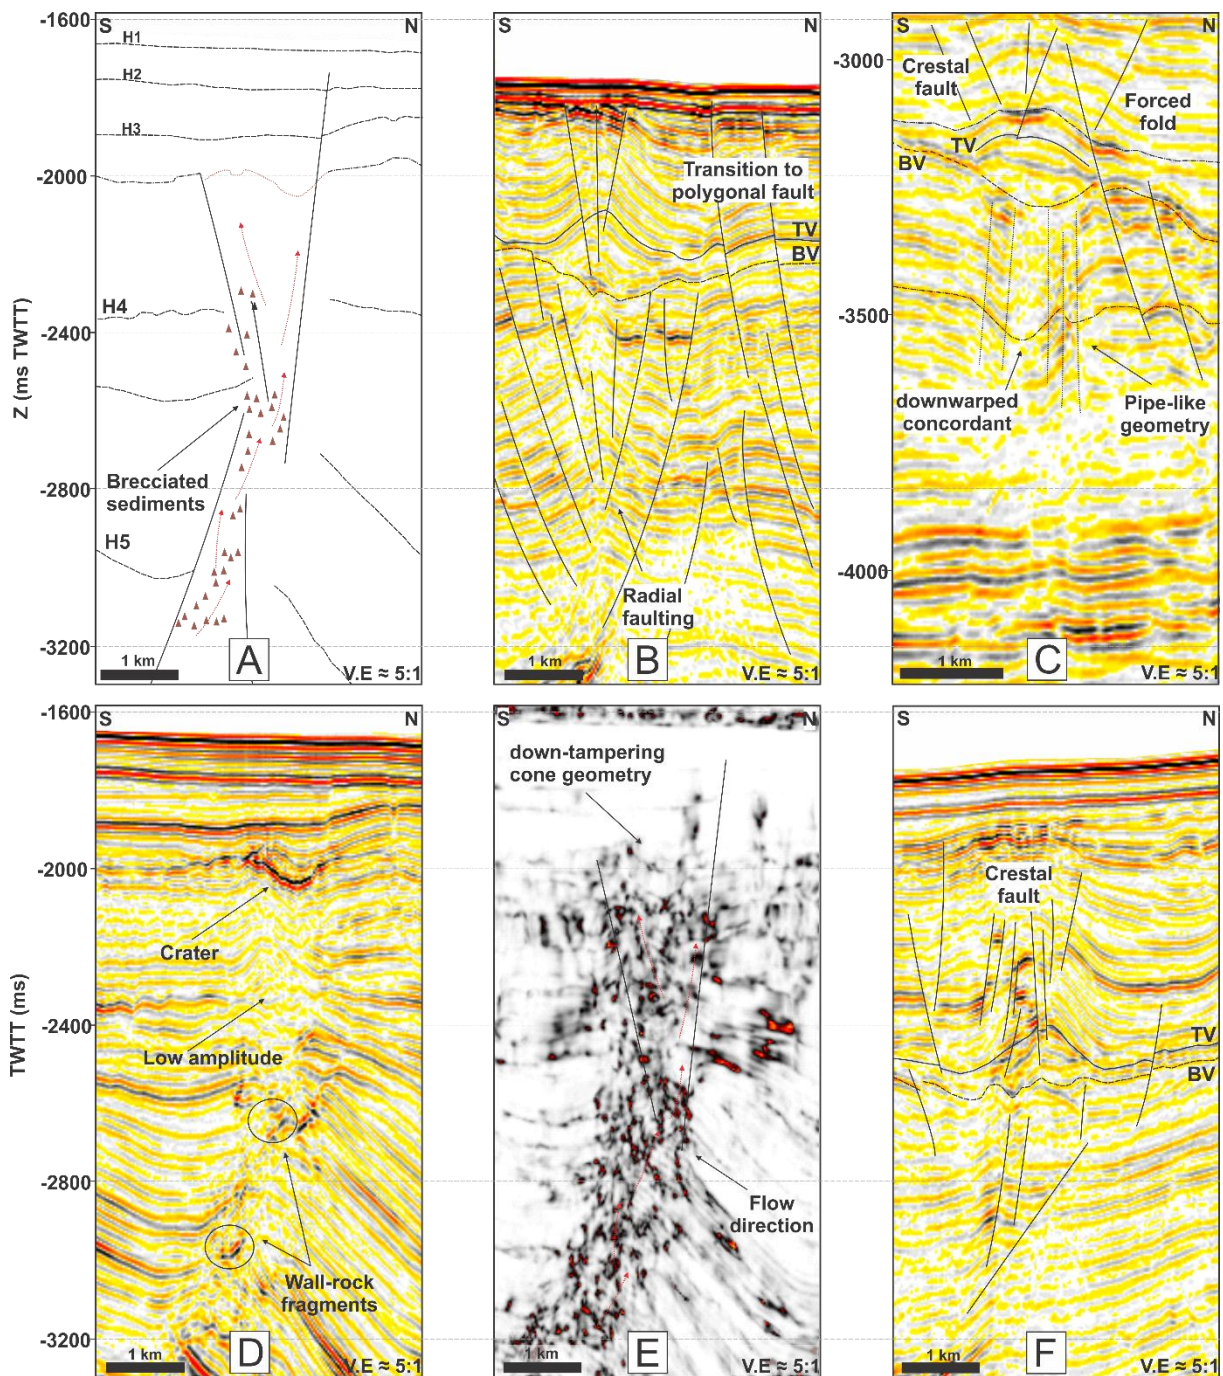 S N
H1
H2
H3
H4
H5
Brecciated
sediments
A
1 km
V.E ≈ 5:1
-1600
-2000
-2400
-2800
-3200
Z (ms TWTT)
S N
Transition to
polygonal fault
TV
BV
Radial
faulting
B
1 km
V.E ≈ 5:1
-3000
-3500
-4000
S N
Crestal
fault
Forced
fold
TV
BV
downwarped
concordant
Pipe-like
geometry
C
1 km
V.E ≈ 5:1
-1600
-2000
-2400
-2800
-3200
TWTT (ms)
S N
Crater
Low amplitude
Wall-rock
fragments
D
1 km
V.E ≈ 5:1
S N
down-tampering
cone geometry
Flow
direction
E
1 km
V.E ≈ 5:1
S N
Crestal
fault
TV
BV
F
1 km
V.E ≈ 5:1